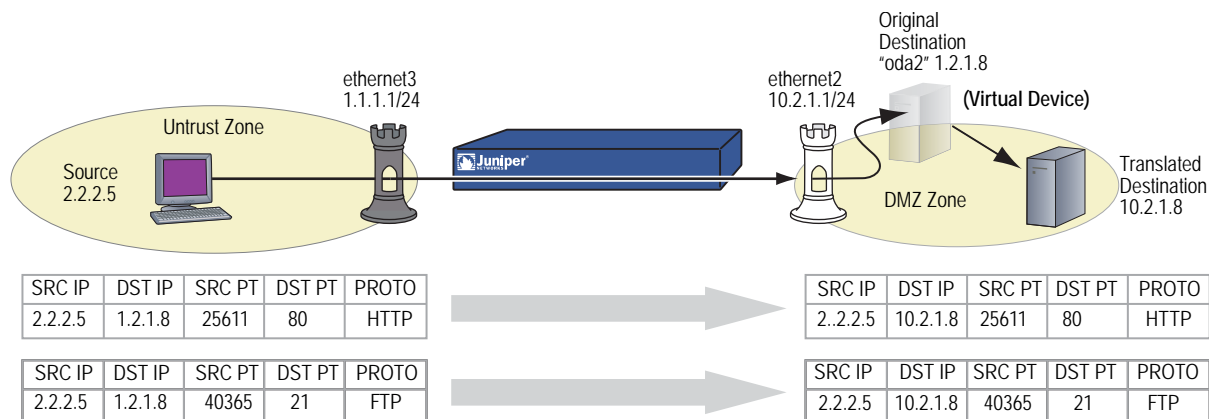 Original
Destination
"oda2" 1.2.1.8
(Virtual Device)
ethernet3
1.1.1.1/24
ethernet2
10.2.1.1/24
Untrust Zone
Source
2.2.2.5
Juniper
NETWORKS
DMZ Zone
Translated
Destination
10.2.1.8
SRC IP DST IP SRC PT DST PT PROTO
2.2.2.5 1.2.1.8 25611 80 HTTP
SRC IP DST IP SRC PT DST PT PROTO
2..2.2.5 10.2.1.8 25611 80 HTTP
SRC IP DST IP SRC PT DST PT PROTO
2.2.2.5 1.2.1.8 40365 21 FTP
SRC IP DST IP SRC PT DST PT PROTO
2.2.2.5 10.2.1.8 40365 21 FTP